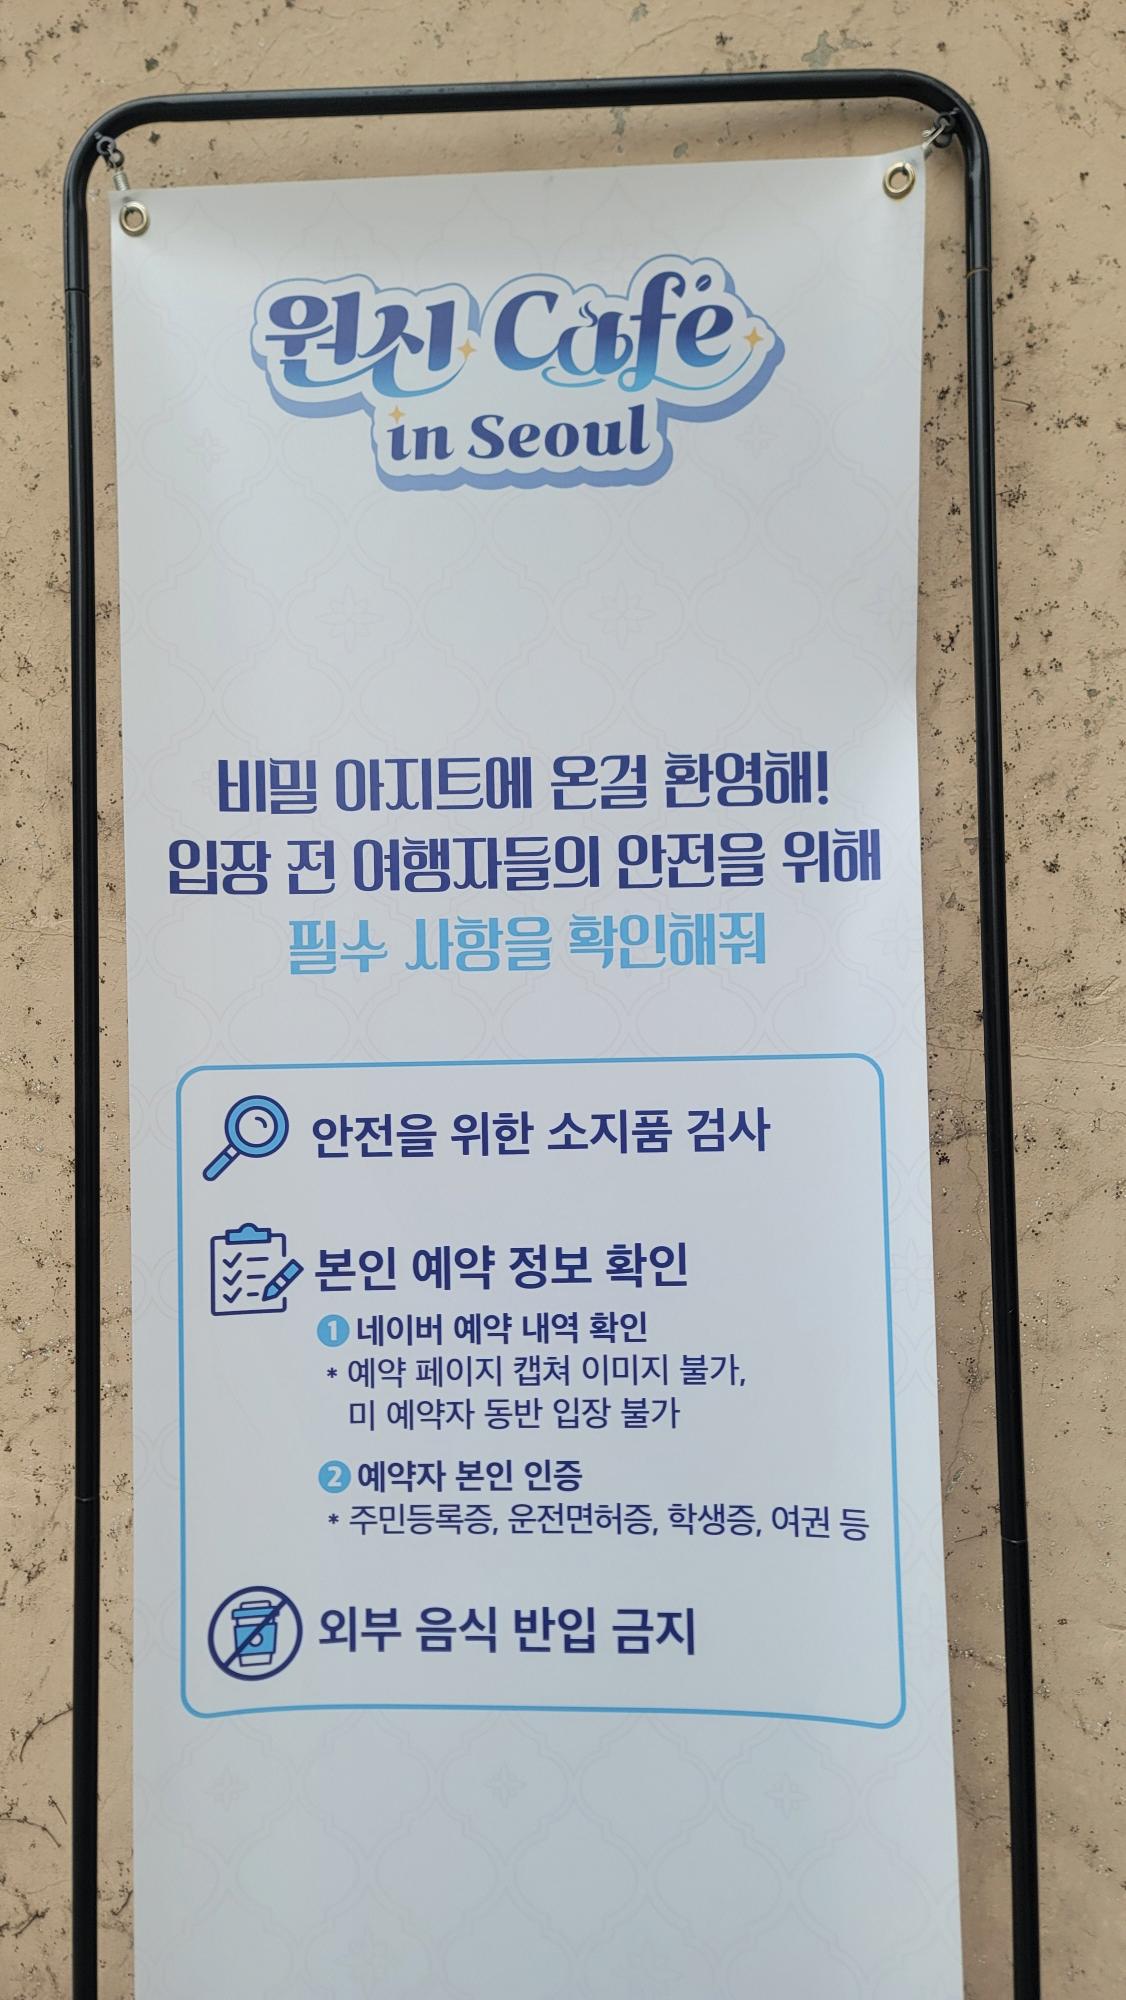 원신 Café
in Seoul
비밀 아지트에 온걸 환영해!
입장 전 여행자들의 안전을 위해
필수 사항을 확인해줘
안전을 위한 소지품 검사
본인 예약 정보 확인
1 네이버 예약 내역 확인
* 예약 페이지 캡쳐 이미지 불가,
미 예약자 동반 입장 불가
2 예약자 본인 인증
* 주민등록증, 운전면허증, 학생증, 여권 등
외부 음식 반입 금지